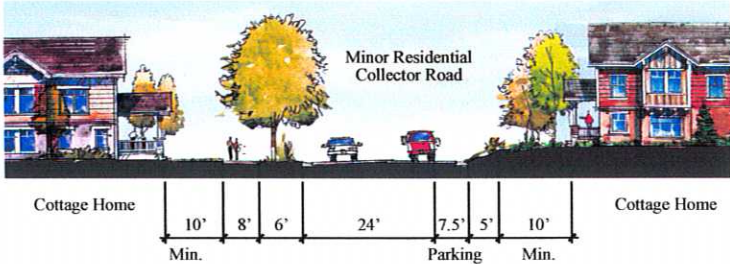 Minor Residential
Collector Road
Cottage Home
Cottage Home
10’ 8’ 6’ 24’ 7.5’ 5’ 10’
Min. Parking Min.